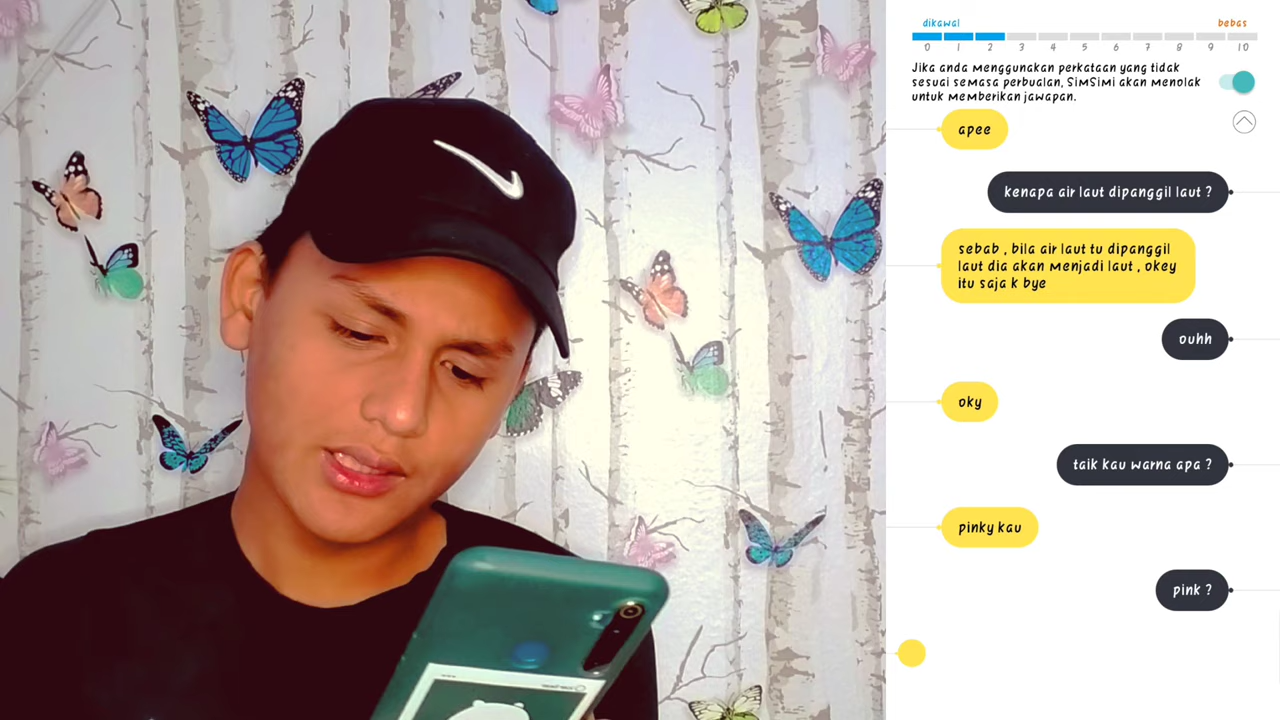 dikawal
bebas
0 1 2 3 4 5 6 7 8 9 10
Jika anda menggunakan perkataan yang tidak
sesuai semasa perbualan, SimSimi akan menolak
untuk memberikan jawapan.
apee
kenapa air laut dipanggil laut ?
sebab , bila air laut tu dipanggil
laut dia akan menjadi laut , okey
itu saja k bye
ouhh
oky
taik kau warna apa ?
pinky kau
pink ?